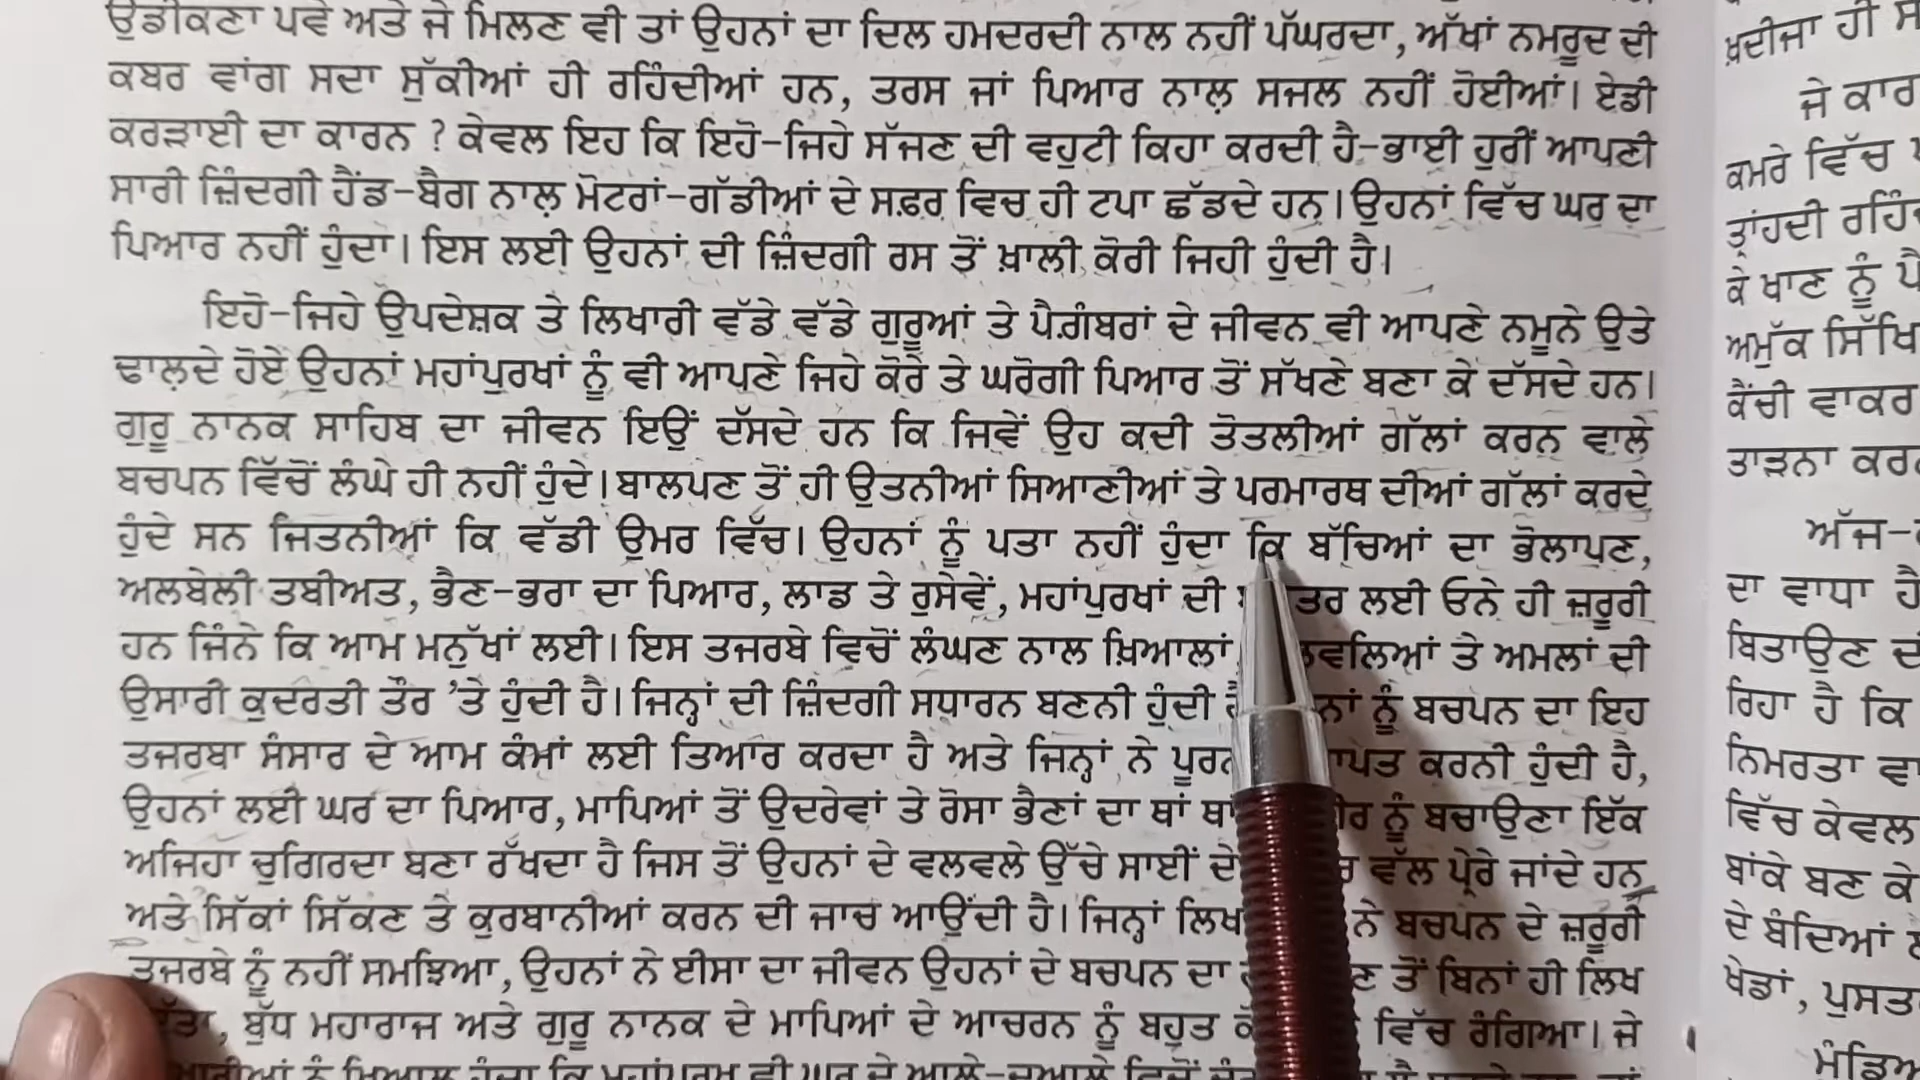 ਉਡੀਕਣਾ ਪਵੇ ਅਤੇ ਜੇ ਮਿਲਣ ਵੀ ਤਾਂ ਉਹਨਾਂ ਦਾ ਦਿਲ ਹਮਦਰਦੀ ਨਾਲ ਨਹੀਂ ਪੱਘਰਦਾ, ਅੱਖਾਂ ਨਮਰੂਦ ਦੀ
ਕਬਰ ਵਾਂਗ ਸਦਾ ਸੁੱਕੀਆਂ ਹੀ ਰਹਿੰਦੀਆਂ ਹਨ, ਤਰਸ ਜਾਂ ਪਿਆਰ ਨਾਲ਼ ਸਜਲ ਨਹੀਂ ਹੋਈਆਂ। ਏਡੀ
ਕਰੜਾਈ ਦਾ ਕਾਰਨ ? ਕੇਵਲ ਇਹ ਕਿ ਇਹੋ-ਜਿਹੇ ਸੱਜਣ ਦੀ ਵਹੁਟੀ ਕਿਹਾ ਕਰਦੀ ਹੈ-ਭਾਈ ਹੁਰੀਂ ਆਪਣੀ
ਸਾਰੀ ਜ਼ਿੰਦਗੀ ਹੈਂਡ-ਬੈਗ ਨਾਲ਼ ਮੋਟਰਾਂ-ਗੱਡੀਆਂ ਦੇ ਸਫ਼ਰ ਵਿਚ ਹੀ ਟਪਾ ਛੱਡਦੇ ਹਨ। ਉਹਨਾਂ ਵਿੱਚ ਘਰ ਦਾ
ਪਿਆਰ ਨਹੀਂ ਹੁੰਦਾ। ਇਸ ਲਈ ਉਹਨਾਂ ਦੀ ਜ਼ਿੰਦਗੀ ਰਸ ਤੋਂ ਖ਼ਾਲੀ ਕੋਰੀ ਜਿਹੀ ਹੁੰਦੀ ਹੈ।
ਇਹੋ-ਜਿਹੇ ਉਪਦੇਸ਼ਕ ਤੇ ਲਿਖਾਰੀ ਵੱਡੇ ਵੱਡੇ ਗੁਰੂਆਂ ਤੇ ਪੈਗ਼ੰਬਰਾਂ ਦੇ ਜੀਵਨ ਵੀ ਆਪਣੇ ਨਮੂਨੇ ਉਤੇ
ਢਾਲ਼ਦੇ ਹੋਏ ਉਹਨਾਂ ਮਹਾਂਪੁਰਖਾਂ ਨੂੰ ਵੀ ਆਪਣੇ ਜਿਹੇ ਕੋਰੇ ਤੇ ਘਰੋਗੀ ਪਿਆਰ ਤੋਂ ਸੱਖਣੇ ਬਣਾ ਕੇ ਦੱਸਦੇ ਹਨ।
ਗੁਰੂ ਨਾਨਕ ਸਾਹਿਬ ਦਾ ਜੀਵਨ ਇਉਂ ਦੱਸਦੇ ਹਨ ਕਿ ਜਿਵੇਂ ਉਹ ਕਦੀ ਤੋਤਲੀਆਂ ਗੱਲਾਂ ਕਰਨ ਵਾਲੇ
ਬਚਪਨ ਵਿੱਚੋਂ ਲੰਘੇ ਹੀ ਨਹੀਂ ਹੁੰਦੇ। ਬਾਲਪਣ ਤੋਂ ਹੀ ਉਤਨੀਆਂ ਸਿਆਣੀਆਂ ਤੇ ਪਰਮਾਰਥ ਦੀਆਂ ਗੱਲਾਂ ਕਰਦੇ
ਹੁੰਦੇ ਸਨ ਜਿਤਨੀਆਂ ਕਿ ਵੱਡੀ ਉਮਰ ਵਿੱਚ। ਉਹਨਾਂ ਨੂੰ ਪਤਾ ਨਹੀਂ ਹੁੰਦਾ ਕਿ ਬੱਚਿਆਂ ਦਾ ਭੋਲਾਪਣ,
ਅਲਬੇਲੀ ਤਬੀਅਤ, ਭੈਣ-ਭਰਾ ਦਾ ਪਿਆਰ, ਲਾਡ ਤੇ ਰੁਸੇਵੇਂ, ਮਹਾਂਪੁਰਖਾਂ ਦੀ ਲਈ ਓਨੇ ਹੀ ਜ਼ਰੂਰੀ
ਹਨ ਜਿੰਨੇ ਕਿ ਆਮ ਮਨੁੱਖਾਂ ਲਈ। ਇਸ ਤਜਰਬੇ ਵਿਚੋਂ ਲੰਘਣ ਨਾਲ ਖ਼ਿਆਲਾਂ ਤੇ ਅਮਲਾਂ ਦੀ
ਉਸਾਰੀ ਕੁਦਰਤੀ ਤੌਰ 'ਤੇ ਹੁੰਦੀ ਹੈ। ਜਿਨ੍ਹਾਂ ਦੀ ਜ਼ਿੰਦਗੀ ਸਧਾਰਨ ਬਣਨੀ ਹੁੰਦੀ ਨੂੰ ਬਚਪਨ ਦਾ ਇਹ
ਤਜਰਬਾ ਸੰਸਾਰ ਦੇ ਆਮ ਕੰਮਾਂ ਲਈ ਤਿਆਰ ਕਰਦਾ ਹੈ ਅਤੇ ਜਿਨ੍ਹਾਂ ਨੇ ਕਰਨੀ ਹੁੰਦੀ ਹੈ,
ਉਹਨਾਂ ਲਈ ਘਰ ਦਾ ਪਿਆਰ, ਮਾਪਿਆਂ ਤੋਂ ਉਦਰੇਵਾਂ ਤੇ ਰੋਸਾ ਭੈਣਾਂ ਦਾ ਥਾਂ ਨੂੰ ਬਚਾਉਣਾ ਇੱਕ
ਅਜਿਹਾ ਚੁਗਿਰਦਾ ਬਣਾ ਰੱਖਦਾ ਹੈ ਜਿਸ ਤੋਂ ਉਹਨਾਂ ਦੇ ਵਲਵਲੇ ਉੱਚੇ ਸਾਈਂ ਦੇ ਵੱਲ ਪ੍ਰੇਰੇ ਜਾਂਦੇ ਹਨ
ਅਤੇ ਸਿੱਕਾਂ ਸਿੱਕਣ ਤੇ ਕੁਰਬਾਨੀਆਂ ਕਰਨ ਦੀ ਜਾਚ ਆਉਂਦੀ ਹੈ। ਜਿਨ੍ਹਾਂ ਨੇ ਬਚਪਨ ਦੇ ਜ਼ਰੂਰੀ
ਤਜਰਬੇ ਨੂੰ ਨਹੀਂ ਸਮਝਿਆ, ਉਹਨਾਂ ਨੇ ਈਸਾ ਦਾ ਜੀਵਨ ਉਹਨਾਂ ਦੇ ਬਚਪਨ ਦਾ ਤੋਂ ਬਿਨਾਂ ਹੀ ਲਿਖ
ਬੁੱਧ ਮਹਾਰਾਜ ਅਤੇ ਗੁਰੂ ਨਾਨਕ ਦੇ ਮਾਪਿਆਂ ਦੇ ਆਚਰਨ ਨੂੰ ਬਹੁਤ ਵਿੱਚ ਰੰਗਿਆ। ਜੇ
ਖ਼ਦੀਜਾ ਹੀ
ਜੇ
ਕਮਰੇ ਵਿੱਚ
ਤ੍ਰਾਂਹਦੀ
ਕੇ ਖਾਣ ਨੂੰ
ਅਮੁੱਕ
ਕੈਂਚੀ ਵਾਕਰ
ਤਾੜਨਾ
ਦਾ ਵਾਧਾ ਹੈ
ਬਿਤਾਉਣ
ਰਿਹਾ ਹੈ ਕਿ
ਨਿਮਰਤਾ
ਵਿੱਚ ਕੇਵਲ
ਬਾਂਕੇ ਬਣ ਕੇ
ਦੇ ਬੰਦਿਆਂ
ਖੇਡਾਂ,